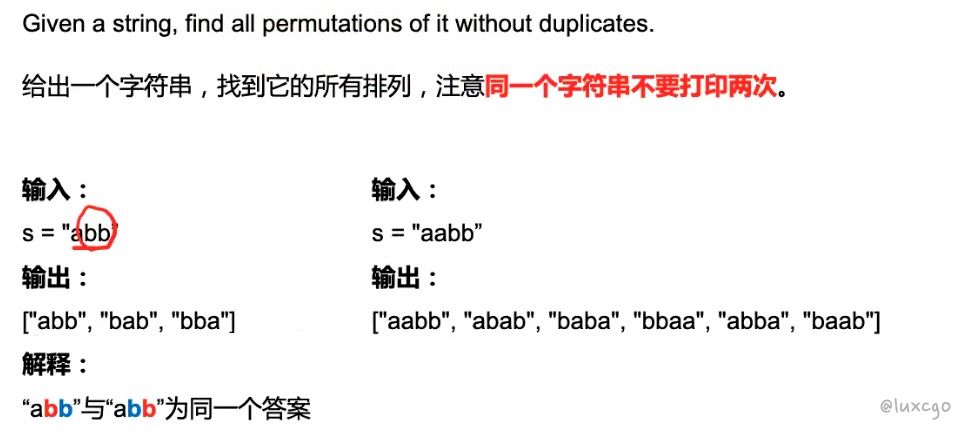 Given a string, find all permutations of it without duplicates.
给出一个字符串，找到它的所有排列，注意同一个字符串不要打印两次。
输入：
s = "abb”
输出：
["abb", "bab", "bba"]
解释：
“abb”与“abb”为同一个答案
输入：
s = "aabb”
输出：
["aabb", "abab", "baba", "bbaa", "abba", "baab"]
@luxcgo